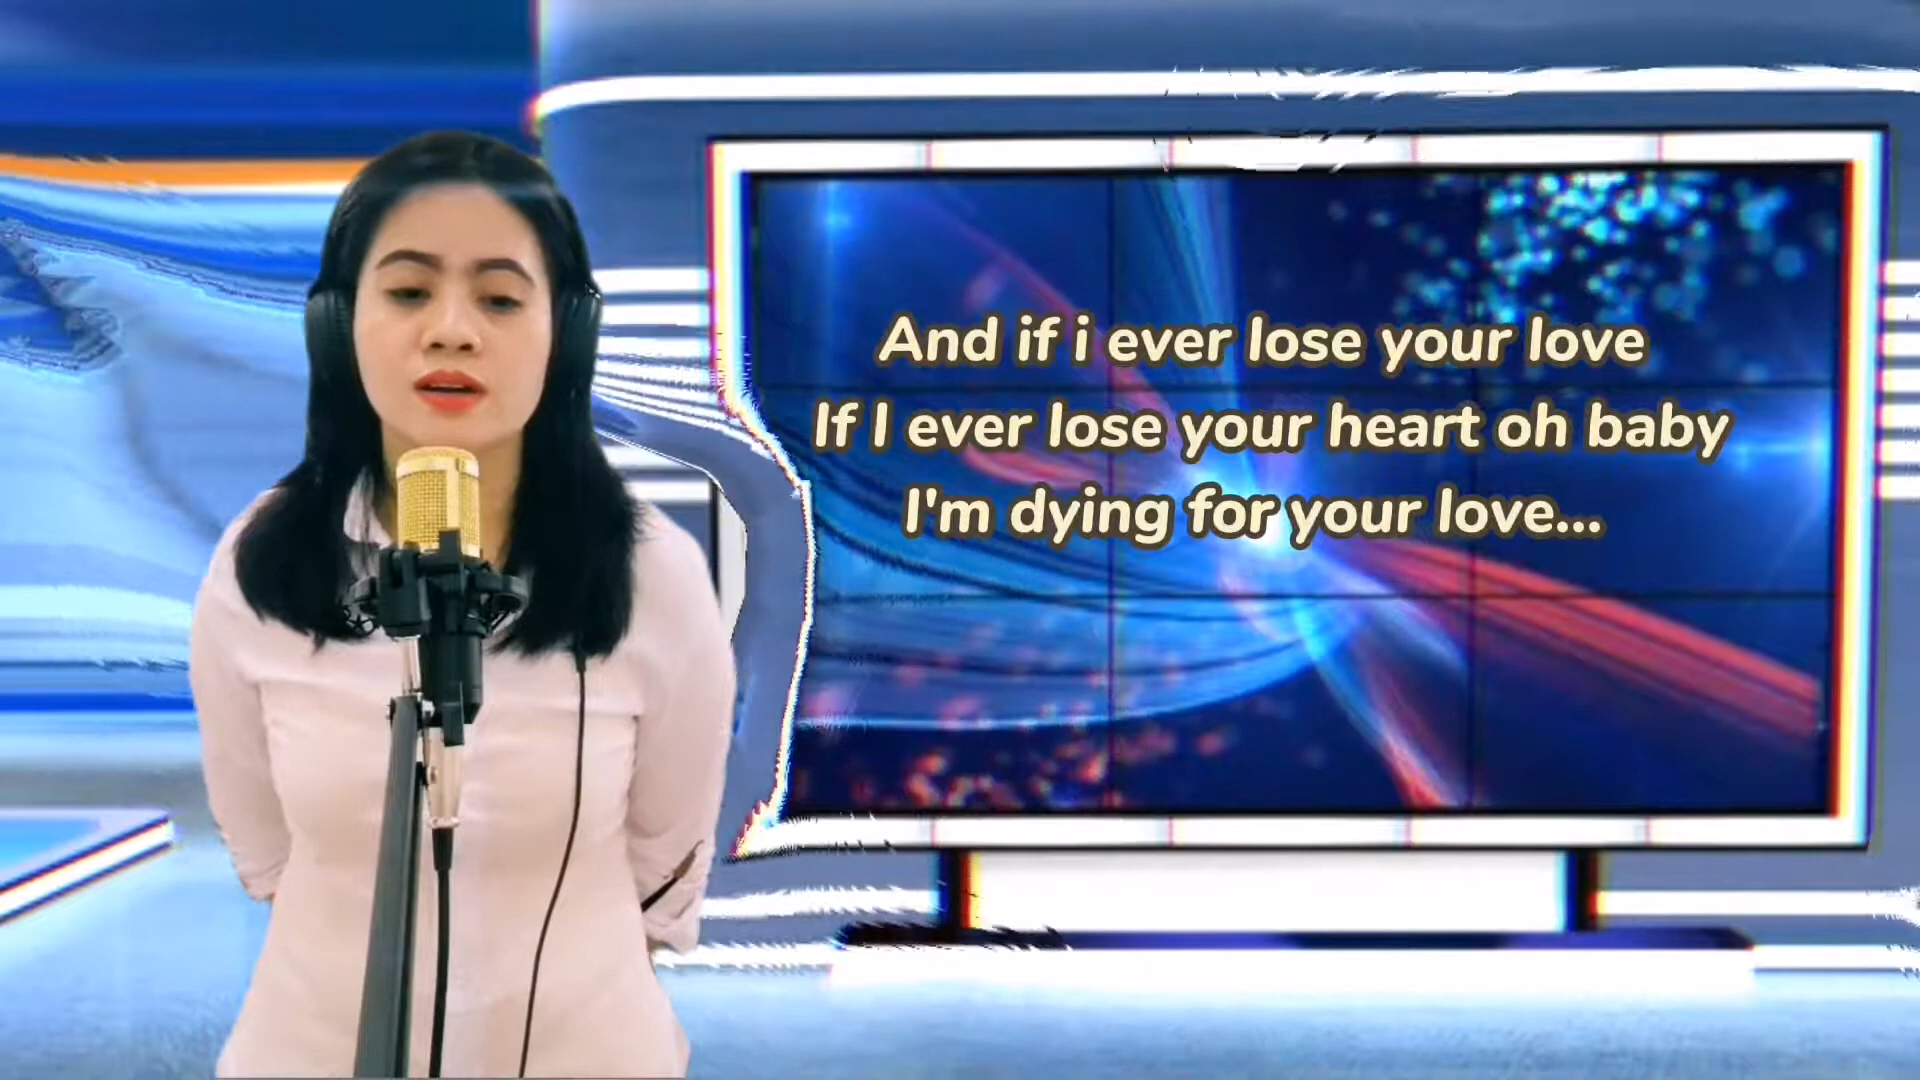 And if i ever lose your love
If I ever lose your heart oh baby
I'm dying for your love...